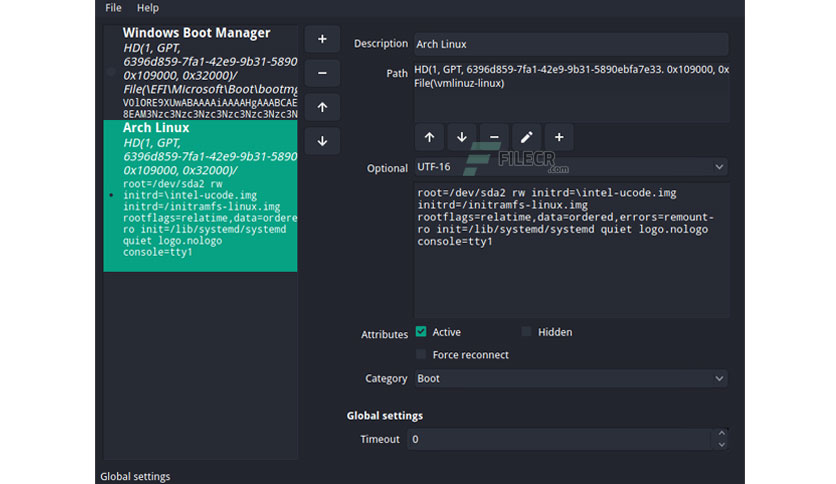 File Help
Windows Boot Manager
HD(1, GPT,
6396d859-7fa1-42e9-9b31-5890
0x109000, 0x32000)/
File(\EFI\Microsoft\Boot\bootmg
VOlORE9XUwABAAAAiAAAAHgAAABCAE
8EAM3Nzc3Nzc3Nzc3Nzc3Nzc3Nzc3N
Arch Linux
HD(1, GPT,
6396d859-7fa1-42e9-9b31-5890
0x109000, 0x32000)/
root=/dev/sda2 rw
initrd=\intel-ucode.img
initrd=/initramfs-linux.img
rootflags=relatime,data=ordere
ro init=/lib/systemd/systemd
quiet logo.nologo
console=tty1
Description Arch Linux
Path HD(1, GPT, 6396d859-7fa1-42e9-9b31-5890ebfa7e33. 0x109000, 0x
File(\vmlinuz-linux)
FILECR
.com
Optional UTF-16
root=/dev/sda2 rw initrd=\intel-ucode.img
initrd=/initramfs-linux.img
rootflags=relatime,data=ordered,errors=remount-
ro init=/lib/systemd/systemd quiet logo.nologo
console=tty1
Attributes Active Hidden
Force reconnect
Category Boot
Global settings
Timeout 0
Global settings